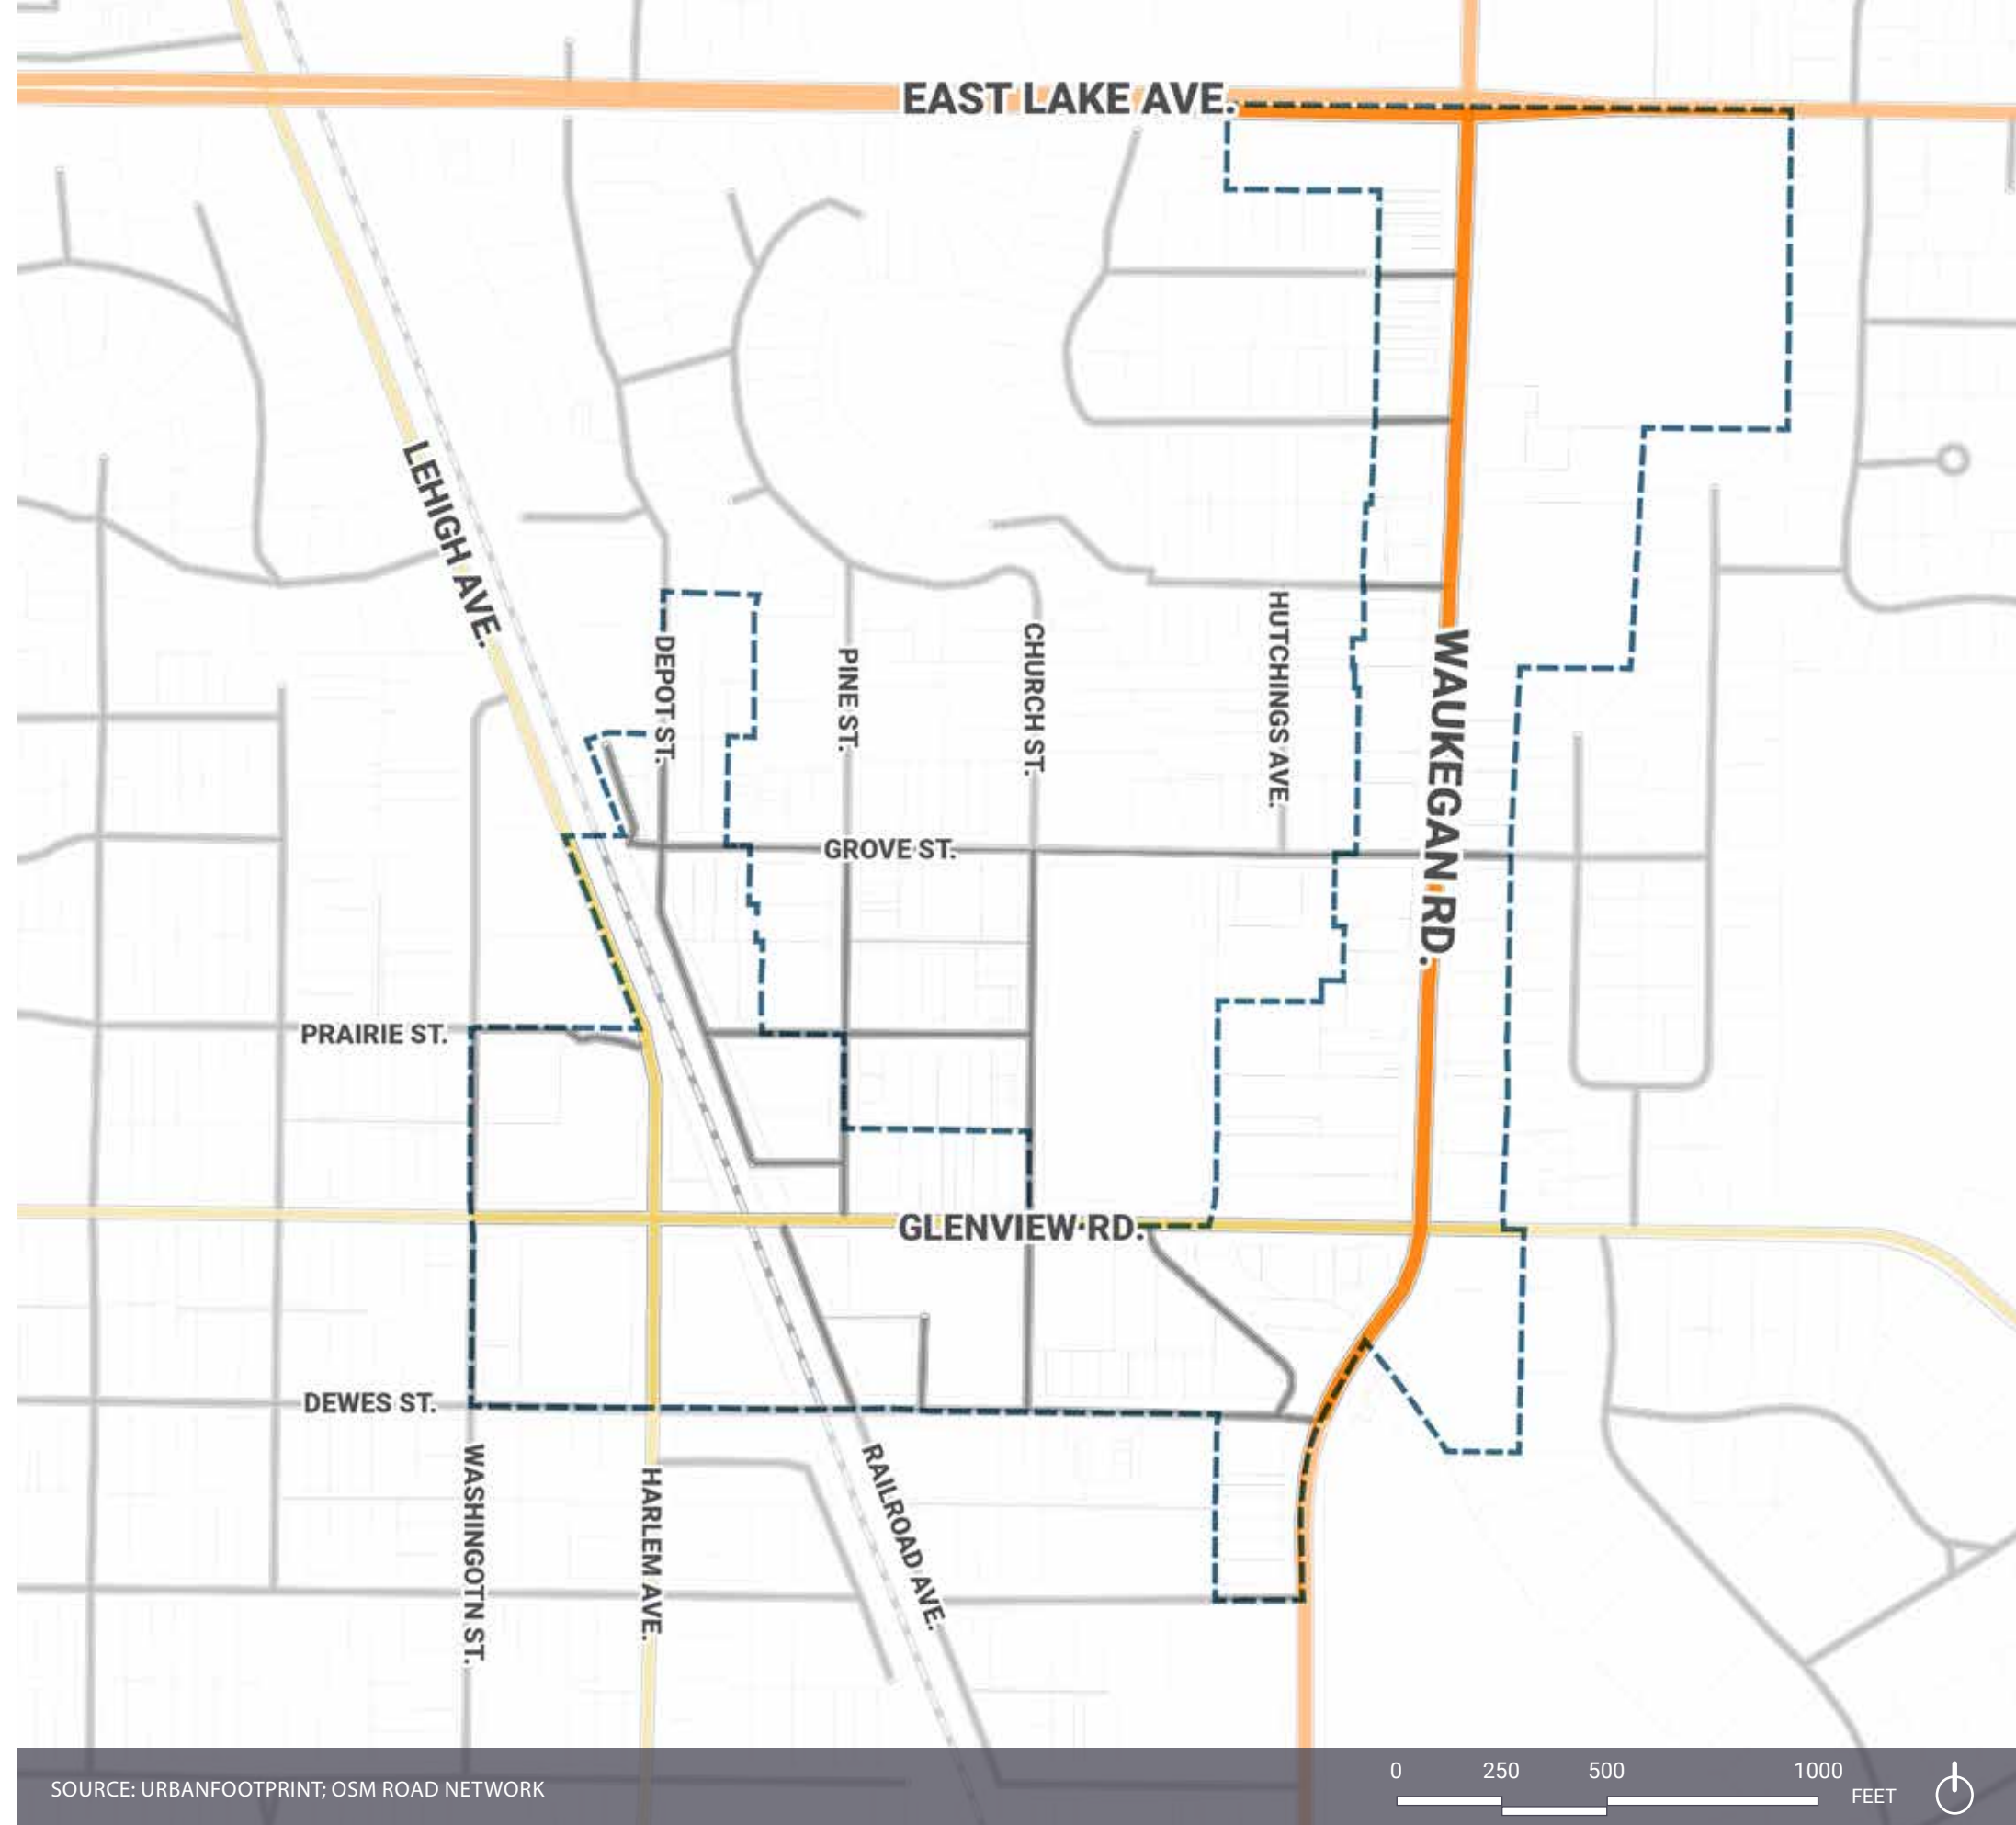 EAST LAKE AVE.
LEHIGH AVE.
DEPOT ST.
PINE ST.
CHURCH ST.
HUTCHINGS AVE.
WAUKEGAN RD.
GROVE ST.
PRAIRIE ST.
GLENVIEW RD.
DEWES ST.
WASHINGOTN ST.
HARLEM AVE.
RAILROAD AVE.
SOURCE: URBANFOOTPRINT; OSM ROAD NETWORK
0 250 500 1000
FEET